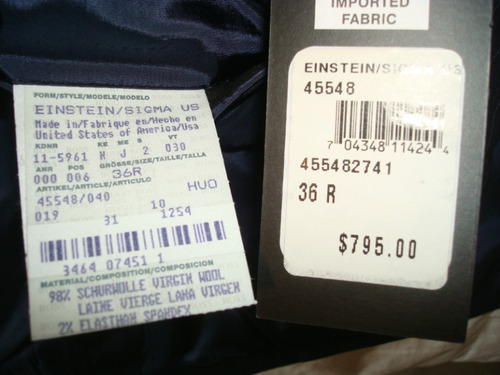 FORM/STYLE/MODELE/MODELO
EINSTEIN/SIGMA US
Made in/Fabrique en/Hecho en
United States of America/Usa
KDNR KE ME S VT
11-5961 H J 2 030
ANR POS GRÖSSE/SIZE/TAILLE/TALLA
000 006 36R
ARTIKEL/ARTICLE/ARTICULO
45548/040 10 HVO
019 31 1254
3464 07451 1
MATERIAL/COMPOSITION/COMPOSICION
98% SCHURWOLLE VIRGIN WOOL
LAINE VIERGE LANA VIRGEN
2% ELASTHAN SPANDEX
IMPORTED
FABRIC
EINSTEIN/SIGMA US
45548
7 04348 11424 4
455482741
36 R
$795.00